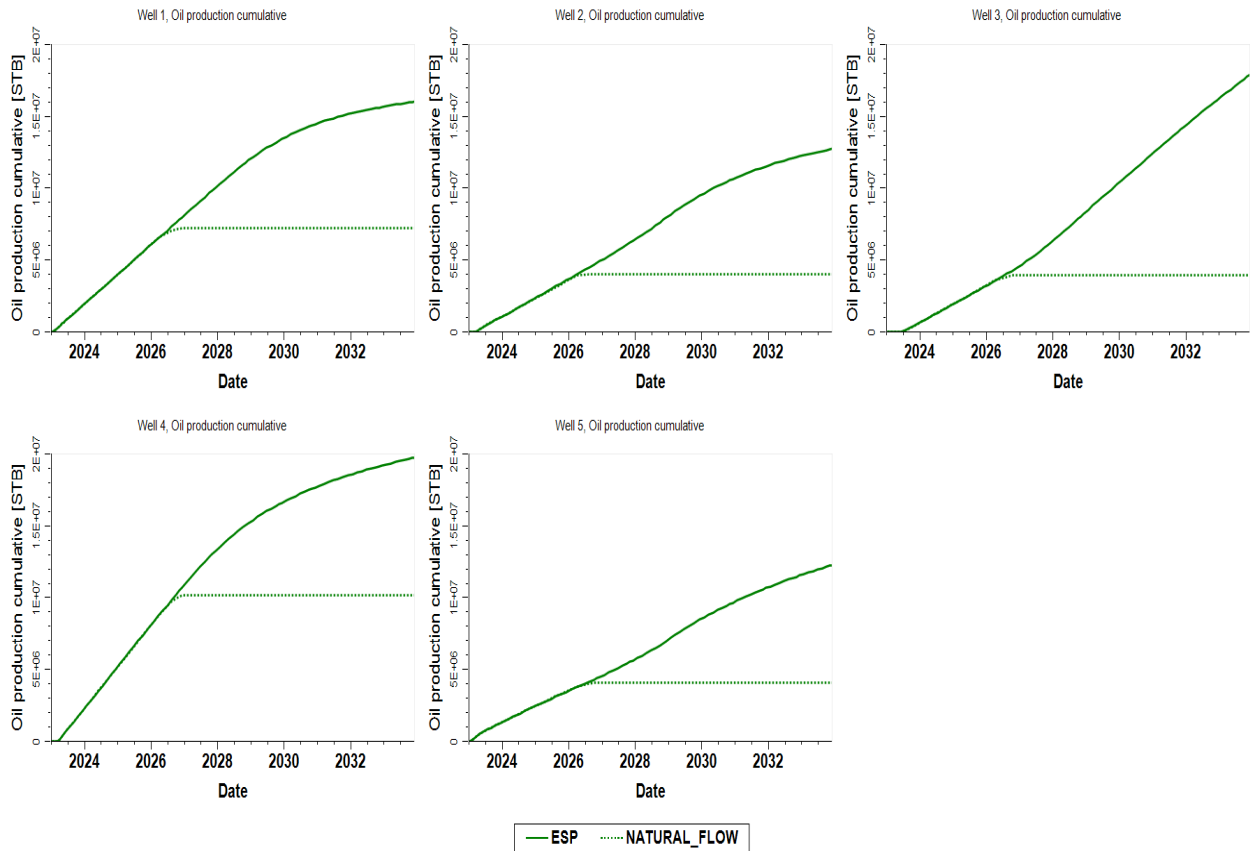 Well 1, Oil production cumulative
Oil production cumulative [STB]
2E+07
1.5E+07
1E+07
5E+06
0
2024 2026 2028 2030 2032
Date
Well 2, Oil production cumulative
Oil production cumulative [STB]
2E+07
1.5E+07
1E+07
5E+06
0
2024 2026 2028 2030 2032
Date
Well 3, Oil production cumulative
Oil production cumulative [STB]
2E+07
1.5E+07
1E+07
5E+06
0
2024 2026 2028 2030 2032
Date
Well 4, Oil production cumulative
Oil production cumulative [STB]
2E+07
1.5E+07
1E+07
5E+06
0
2024 2026 2028 2030 2032
Date
Well 5, Oil production cumulative
Oil production cumulative [STB]
2E+07
1.5E+07
1E+07
5E+06
0
2024 2026 2028 2030 2032
Date
ESP NATURAL_FLOW